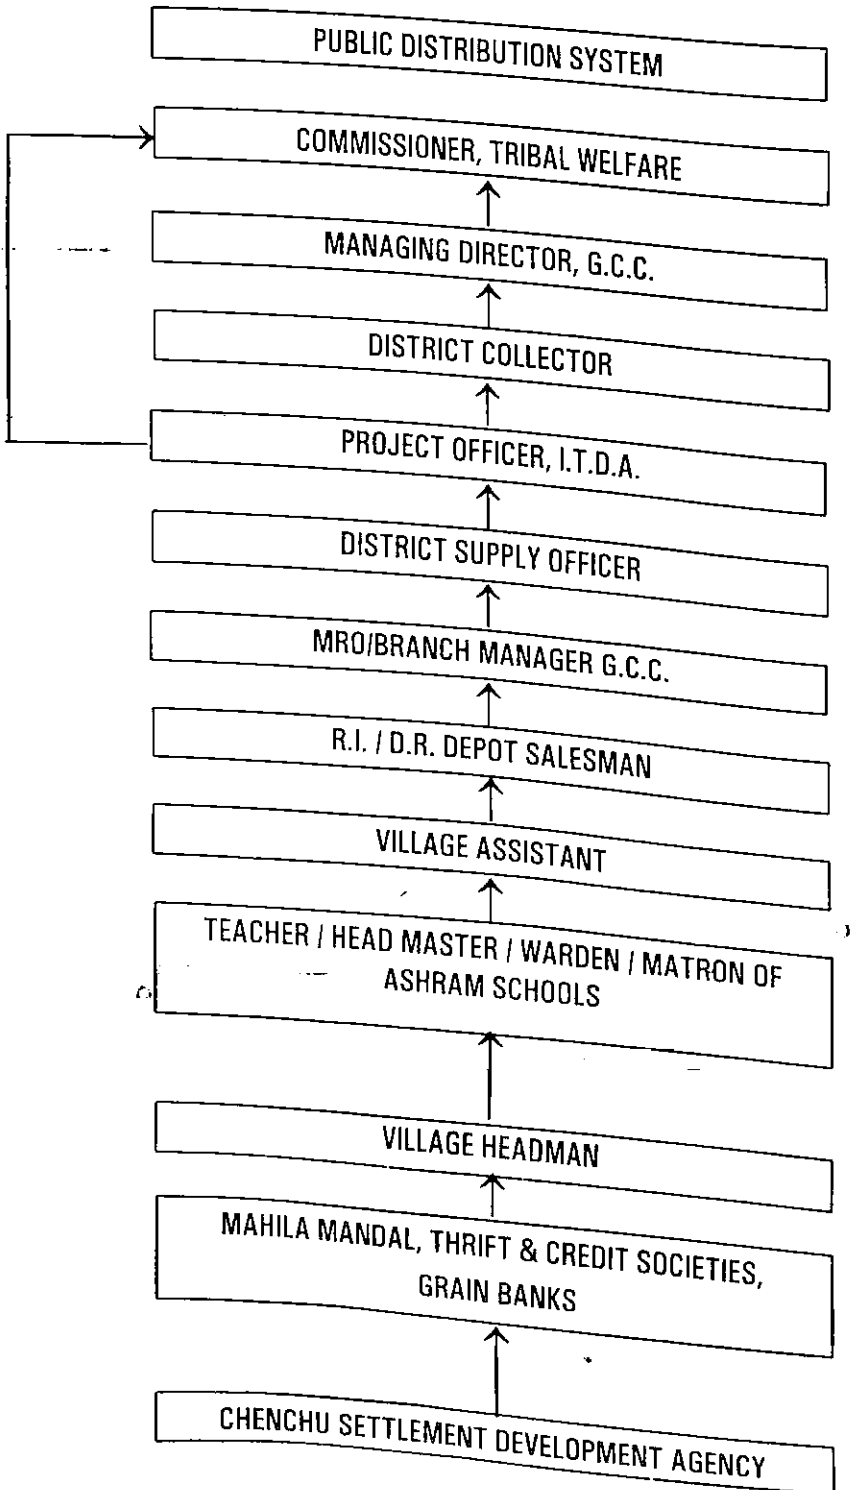 PUBLIC DISTRIBUTION SYSTEM
COMMISSIONER, TRIBAL WELFARE
MANAGING DIRECTOR, G.C.C.
DISTRICT COLLECTOR
PROJECT OFFICER, I.T.D.A.
DISTRICT SUPPLY OFFICER
MRO/BRANCH MANAGER G.C.C.
R.I. / D.R. DEPOT SALESMAN
VILLAGE ASSISTANT
TEACHER / HEAD MASTER / WARDEN / MATRON OF
ASHRAM SCHOOLS
VILLAGE HEADMAN
MAHILA MANDAL, THRIFT & CREDIT SOCIETIES,
GRAIN BANKS
CHENCHU SETTLEMENT DEVELOPMENT AGENCY